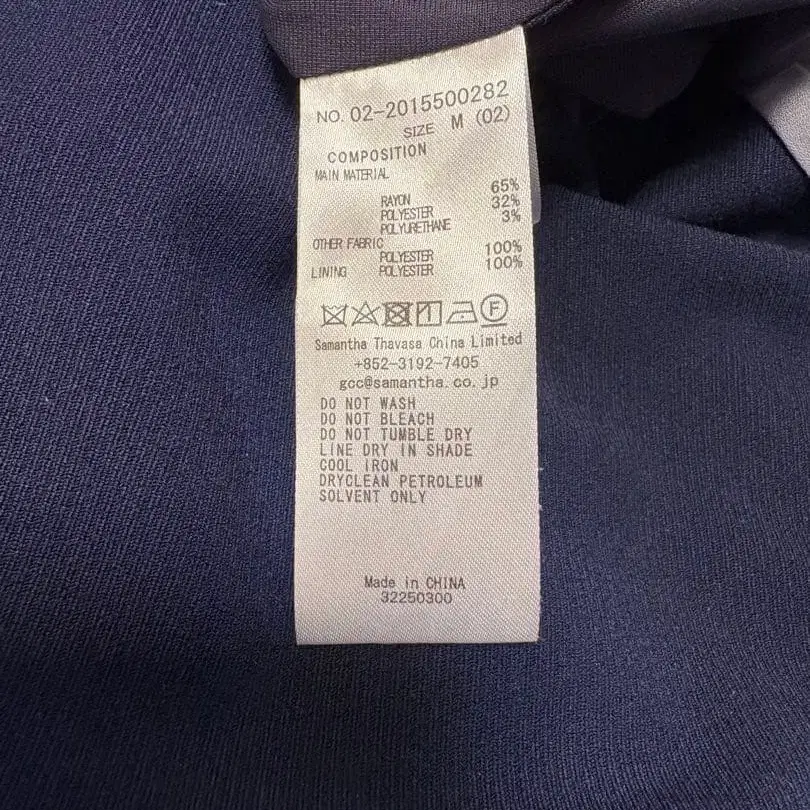 NO. 02-2015500282
SIZE M (02)
COMPOSITION
MAIN MATERIAL
RAYON 65%
POLYESTER 32%
POLYURETHANE 3%
OTHER FABRIC
POLYESTER 100%
LINING POLYESTER 100%
F
Samantha Thavasa China Limited
+852-3192-7405
gcc@samantha.co.jp
DO NOT WASH
DO NOT BLEACH
DO NOT TUMBLE DRY
LINE DRY IN SHADE
COOL IRON
DRYCLEAN PETROLEUM
SOLVENT ONLY
Made in CHINA
32250300